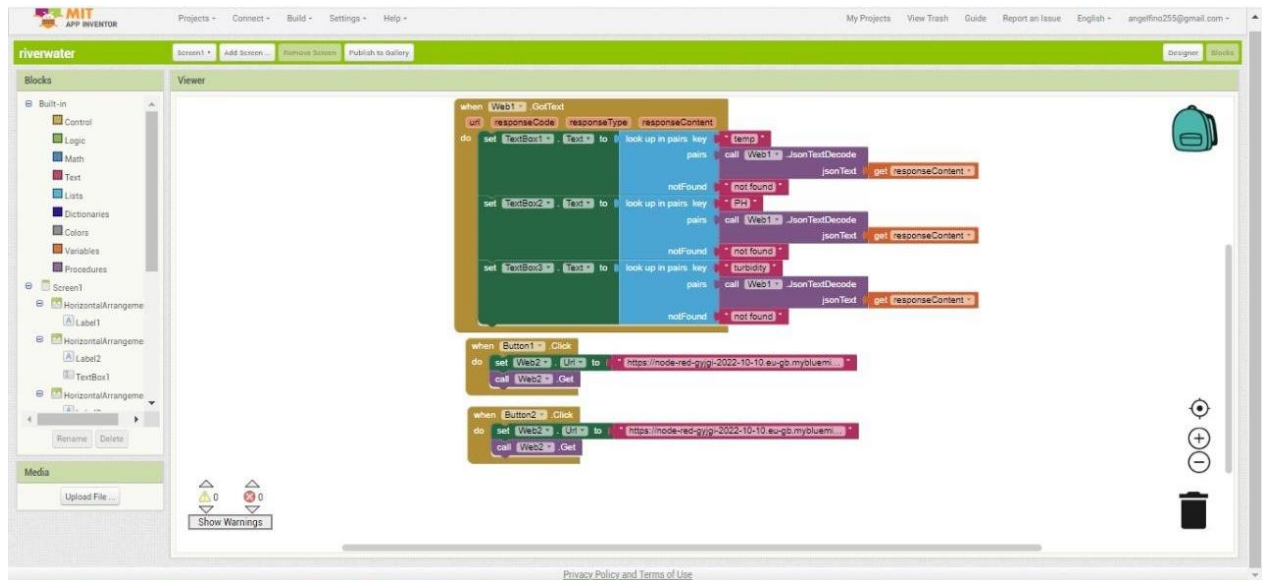 MIT
APP INVENTOR
Projects Connect Build Settings Help
My Projects View Trash Guide Report an Issue English angelfino255@gmail.com
riverwater
Screen1 Add Screen ... Remove Screen Publish to Gallery
Designer Blocks
Blocks
Viewer
Built-in
Control
Logic
Math
Text
Lists
Dictionaries
Colors
Variables
Procedures
Screen1
HorizontalArrangeme
Label1
HorizontalArrangeme
Label2
TextBox1
HorizontalArrangeme
Rename Delete
Media
Upload File ...
when Web1 .GotText
url responseCode responseType responseContent
do set TextBox1 . Text to look up in pairs key " temp "
pairs call Web1 .JsonTextDecode
jsonText get responseContent
notFound " not found "
set TextBox2 . Text to look up in pairs key " PH "
pairs call Web1 .JsonTextDecode
jsonText get responseContent
notFound " not found "
set TextBox3 . Text to look up in pairs key " turbidity "
pairs call Web1 .JsonTextDecode
jsonText get responseContent
notFound " not found "
when Button1 .Click
do set Web2 . Url to " https://node-red-gyjgi-2022-10-10.eu-gb.mybluemi... "
call Web2 .Get
when Button2 .Click
do set Web2 . Url to " https://node-red-gyjgi-2022-10-10.eu-gb.mybluemi... "
call Web2 .Get
0 0
Show Warnings
Privacy Policy and Terms of Use